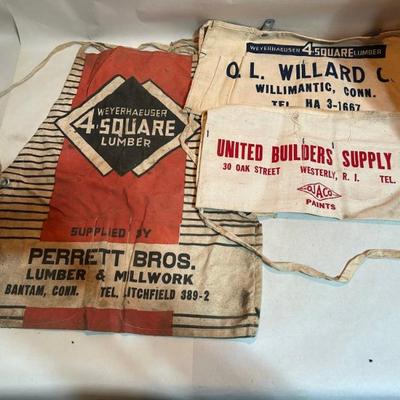 WEYERHAEUSER
4-SQUARE
LUMBER
SUPPLIED BY
PERRETT BROS.
LUMBER & MILLWORK
BANTAM, CONN. TEL. LITCHFIELD 389-2
WEYERHAEUSER 4-SQUARE LUMBER
O. L. WILLARD C
WILLIMANTIC, CONN.
TEL. HA 3-1667
UNITED BUILDERS SUPPLY
30 OAK STREET WESTERLY, R. I. TEL.
PAINTS